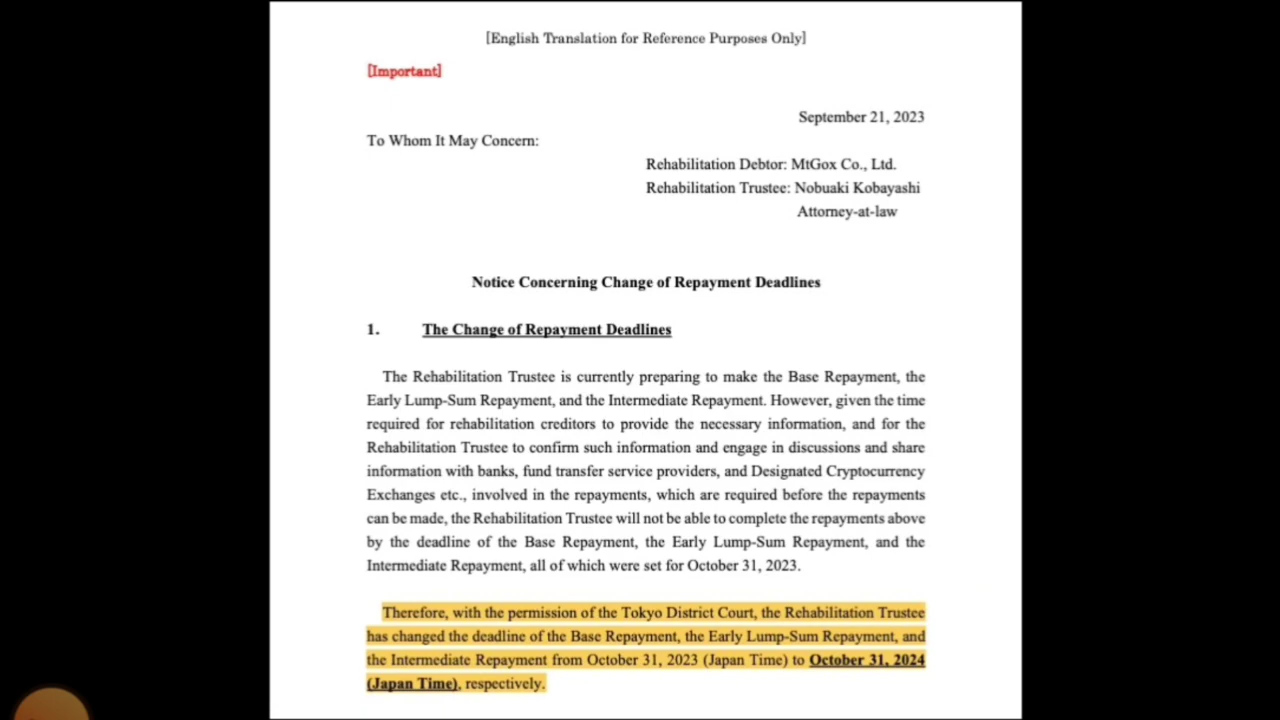 [English Translation for Reference Purposes Only]
[Important]
September 21, 2023
To Whom It May Concern:
Rehabilitation Debtor: MtGox Co., Ltd.
Rehabilitation Trustee: Nobuaki Kobayashi
Attorney-at-law
Notice Concerning Change of Repayment Deadlines
1. The Change of Repayment Deadlines
The Rehabilitation Trustee is currently preparing to make the Base Repayment, the
Early Lump-Sum Repayment, and the Intermediate Repayment. However, given the time
required for rehabilitation creditors to provide the necessary information, and for the
Rehabilitation Trustee to confirm such information and engage in discussions and share
information with banks, fund transfer service providers, and Designated Cryptocurrency
Exchanges etc., involved in the repayments, which are required before the repayments
can be made, the Rehabilitation Trustee will not be able to complete the repayments above
by the deadline of the Base Repayment, the Early Lump-Sum Repayment, and the
Intermediate Repayment, all of which were set for October 31, 2023.
Therefore, with the permission of the Tokyo District Court, the Rehabilitation Trustee
has changed the deadline of the Base Repayment, the Early Lump-Sum Repayment, and
the Intermediate Repayment from October 31, 2023 (Japan Time) to October 31, 2024
(Japan Time), respectively.